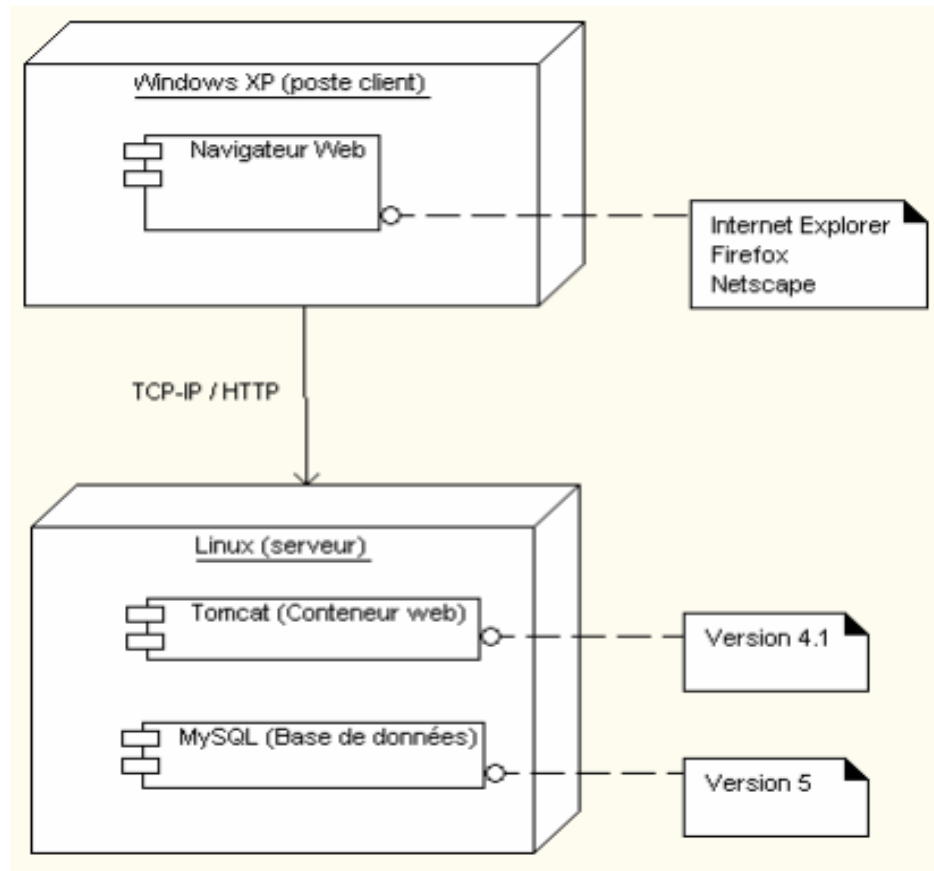 Windows XP (poste client)
Navigateur Web
Internet Explorer
Firefox
Netscape
TCP-IP / HTTP
Linux (serveur)
Tomcat (Conteneur web)
Version 4.1
MySQL (Base de données)
Version 5